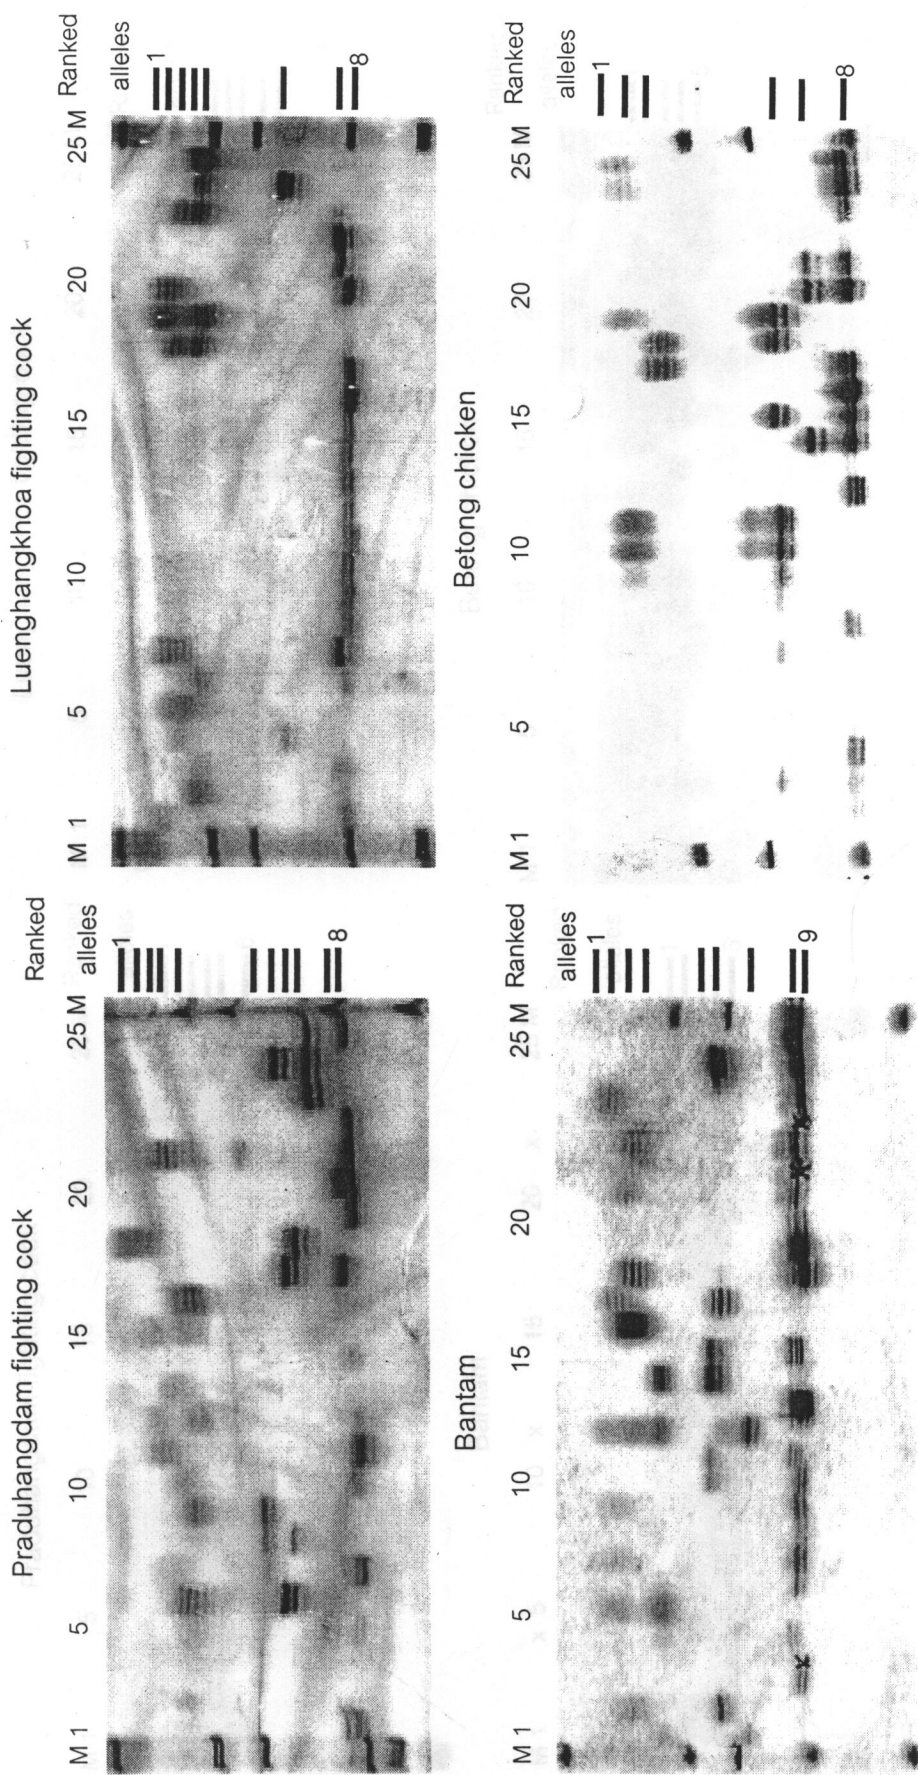 Praduhangdam fighting cock
M 1 5 10 15 20 25 M Ranked
alleles
1
8
Luenghangkhoa fighting cock
M 1 5 10 15 20 25 M Ranked
alleles
1
8
Bantam
M 1 5 10 15 20 25 M Ranked
alleles
1
9
Betong chicken
M 1 5 10 15 20 25 M Ranked
alleles
1
8